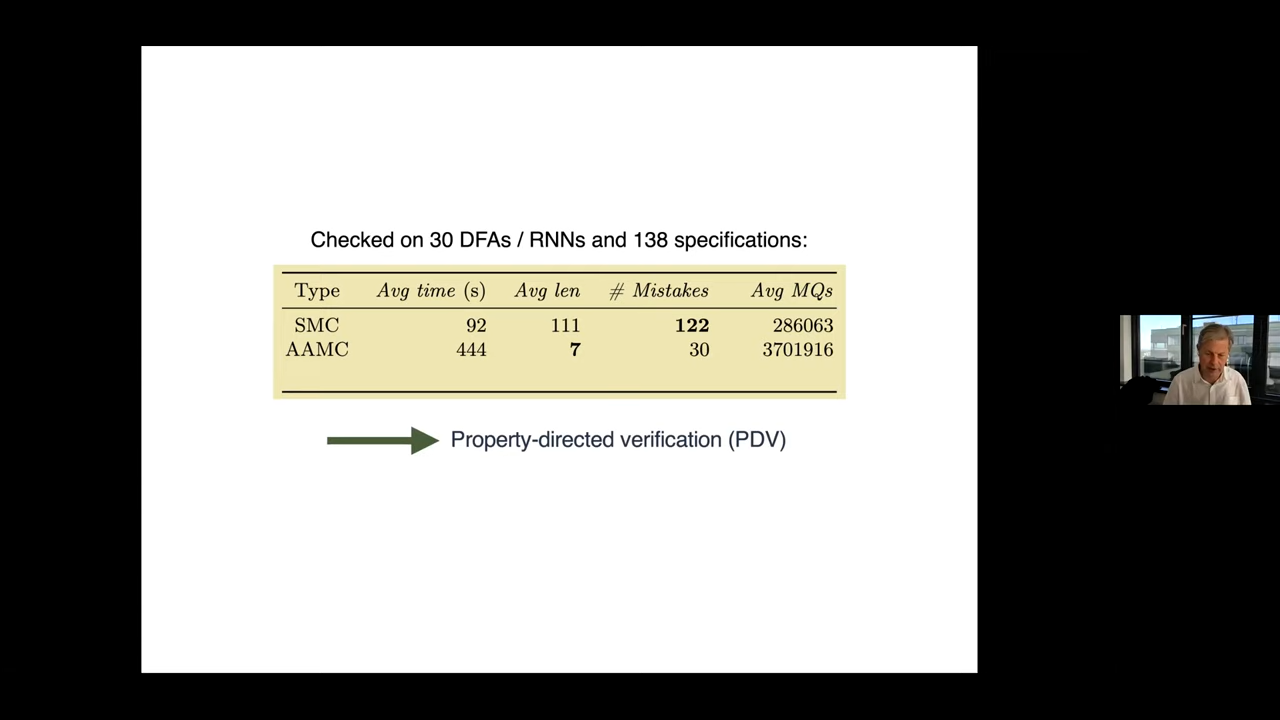 Checked on 30 DFAs / RNNs and 138 specifications:
Type Avg time (s) Avg len # Mistakes Avg MQs
SMC 92 111 122 286063
AAMC 444 7 30 3701916
Property-directed verification (PDV)